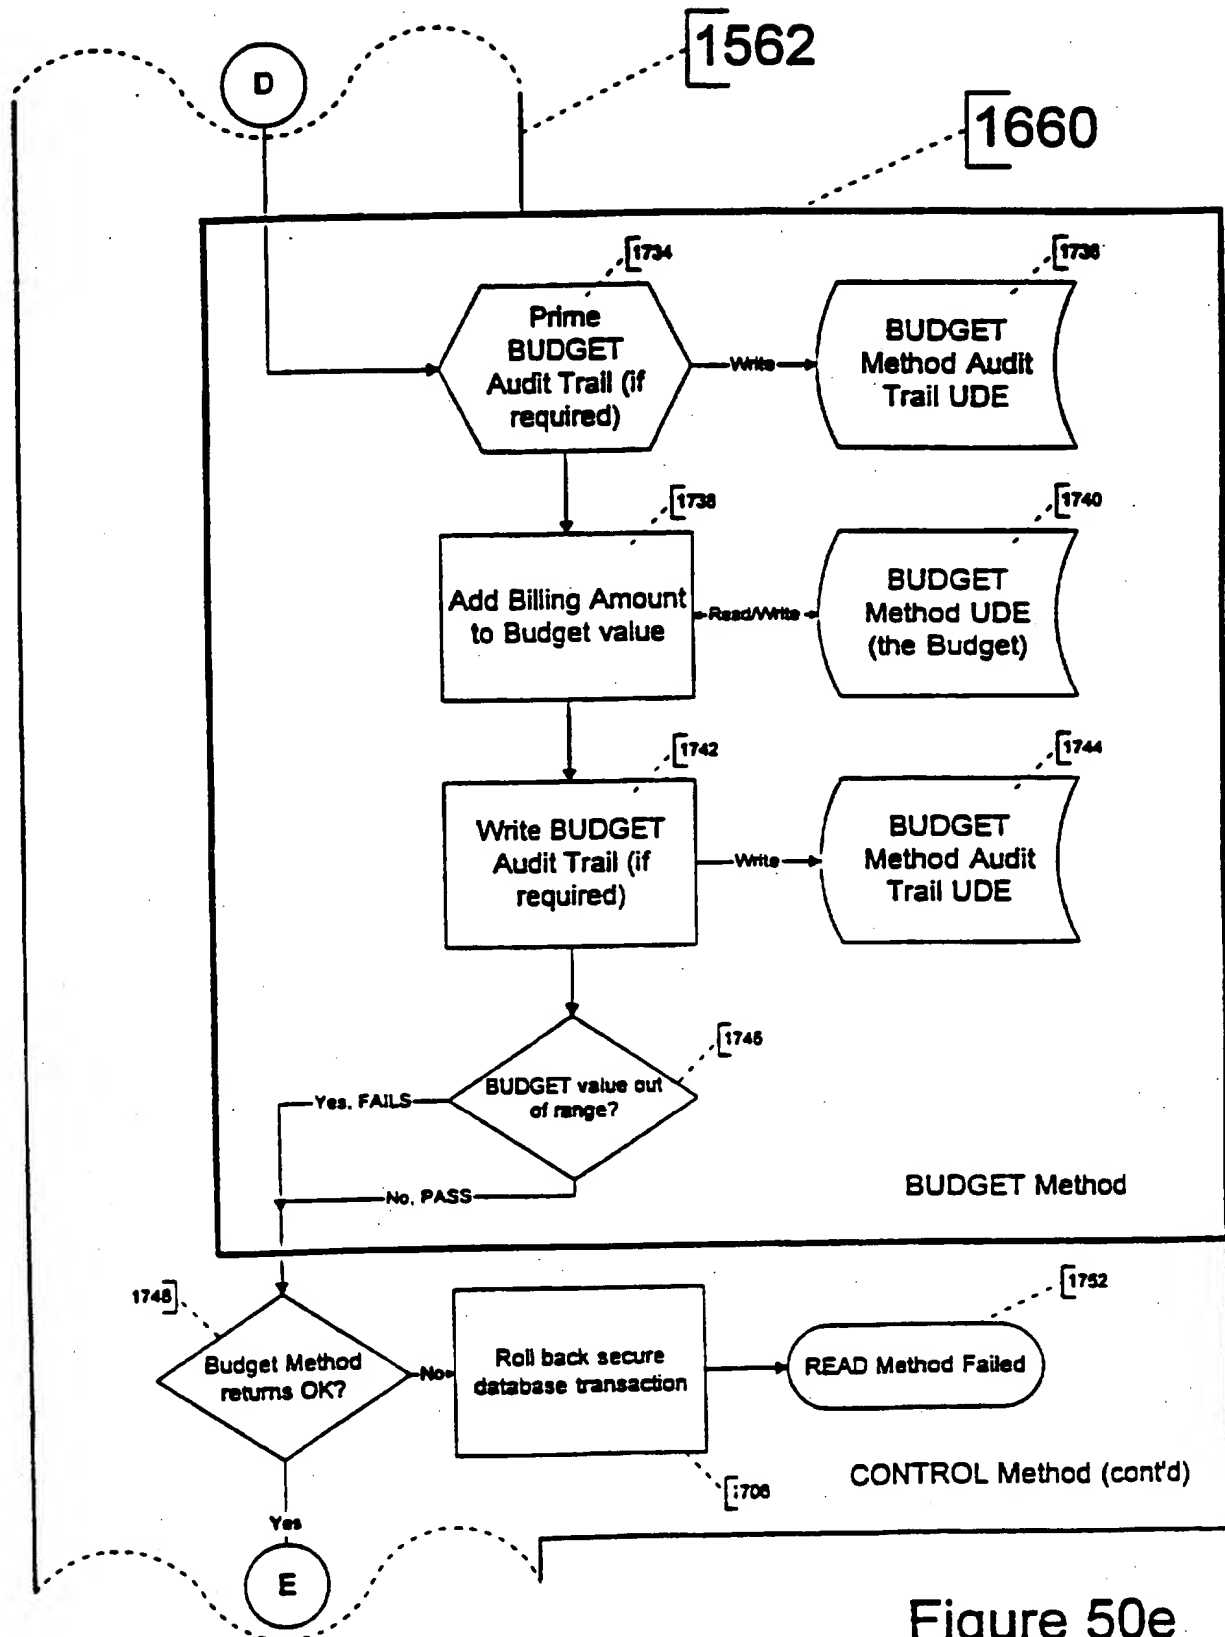 1562
D
1660
1734
1736
Prime
BUDGET
Audit Trail (if
required)
Write
BUDGET
Method Audit
Trail UDE
1738
1740
Add Billing Amount
to Budget value
Read/Write
BUDGET
Method UDE
(the Budget)
1742
1744
Write BUDGET
Audit Trail (if
required)
Write
BUDGET
Method Audit
Trail UDE
BUDGET value out
of range?
Yes, FAILS
No, PASS
BUDGET Method
1752
Budget Method
returns OK?
No
Roll back secure
database transaction
READ Method Failed
CONTROL Method (cont'd)
Yes
E
Figure 50e